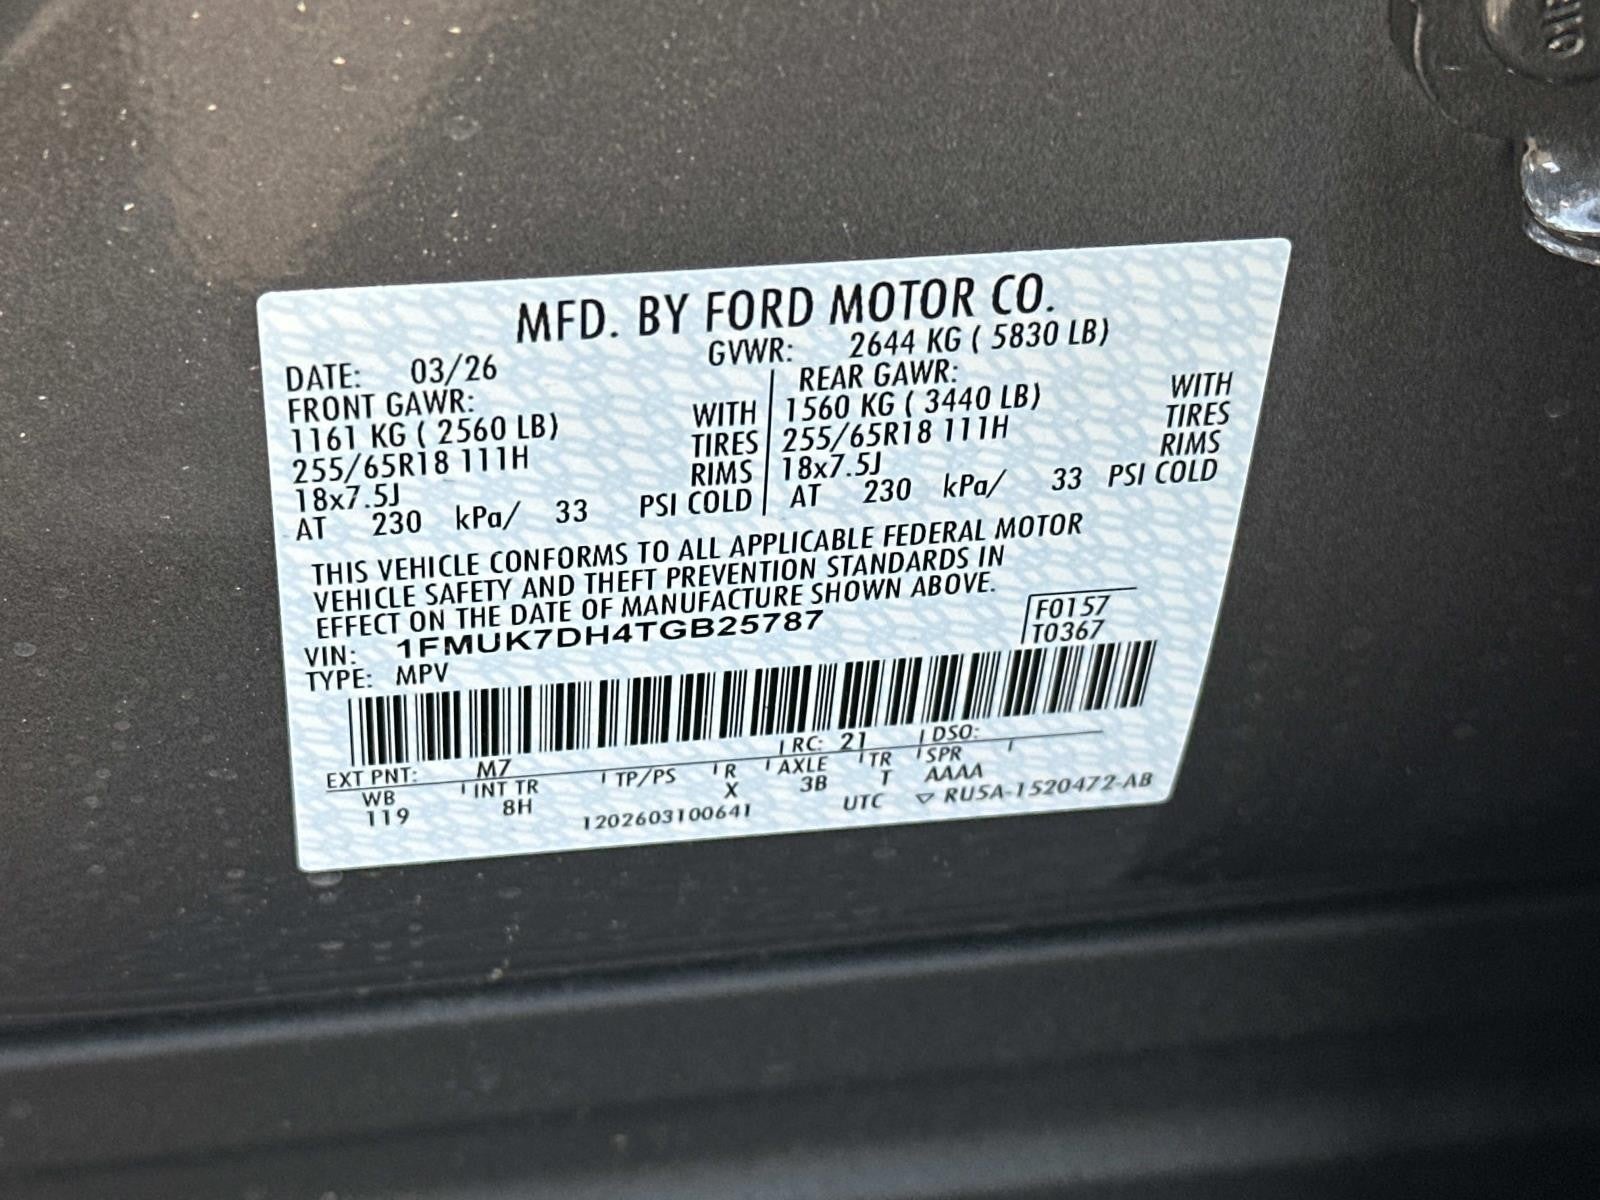 MFD. BY FORD MOTOR CO.
DATE: 03/26 GVWR: 2644 KG ( 5830 LB)
FRONT GAWR: REAR GAWR:
1161 KG ( 2560 LB) WITH 1560 KG ( 3440 LB) WITH
255/65R18 111H TIRES 255/65R18 111H TIRES
18x7.5J RIMS 18x7.5J RIMS
AT 230 kPa/ 33 PSI COLD AT 230 kPa/ 33 PSI COLD
THIS VEHICLE CONFORMS TO ALL APPLICABLE FEDERAL MOTOR
VEHICLE SAFETY AND THEFT PREVENTION STANDARDS IN
EFFECT ON THE DATE OF MANUFACTURE SHOWN ABOVE.
VIN: 1FMUK7DH4TGB25787 F0157
TYPE: MPV T0367
EXT PNT: M7 RC: 21 DSO:
WB INT TR TP/PS R AXLE TR SPR
119 8H X 3B T AAAA
1202603100641 UTC ▽ RU5A-1520472-AB